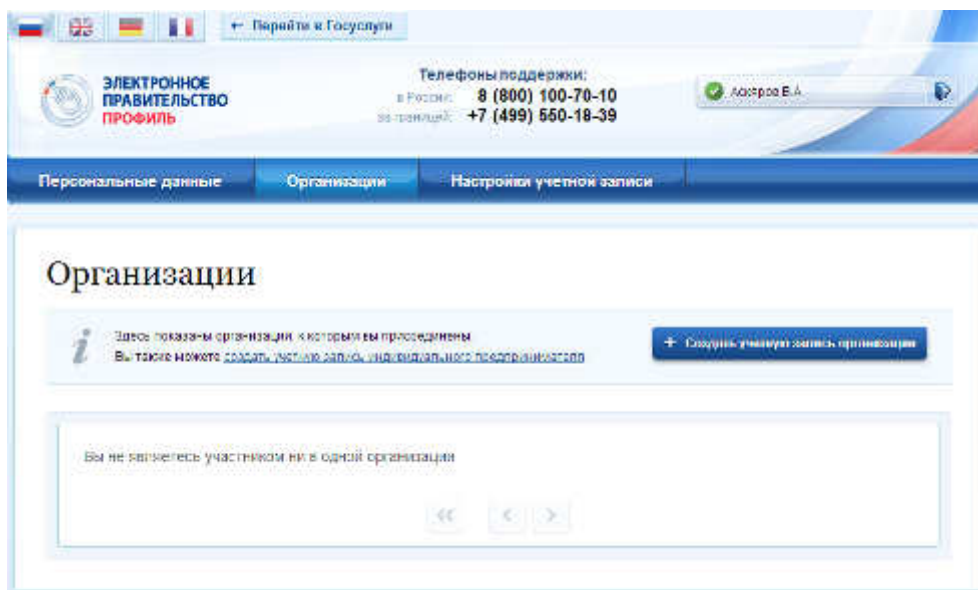 ← Перейти в Госуслуги
ЭЛЕКТРОННОЕ
ПРАВИТЕЛЬСТВО
ПРОФИЛЬ
Телефоны поддержки:
в России: 8 (800) 100-70-10
за границей: +7 (499) 550-18-39
В.А.
Персональные данные Организации Настройки учетной записи
Организации
Здесь показаны организации, к которым вы присоединены
Вы также можете создать учетную запись индивидуального предпринимателя
+ Создать учетную запись организации
Вы не являетесь участником ни в одной организации